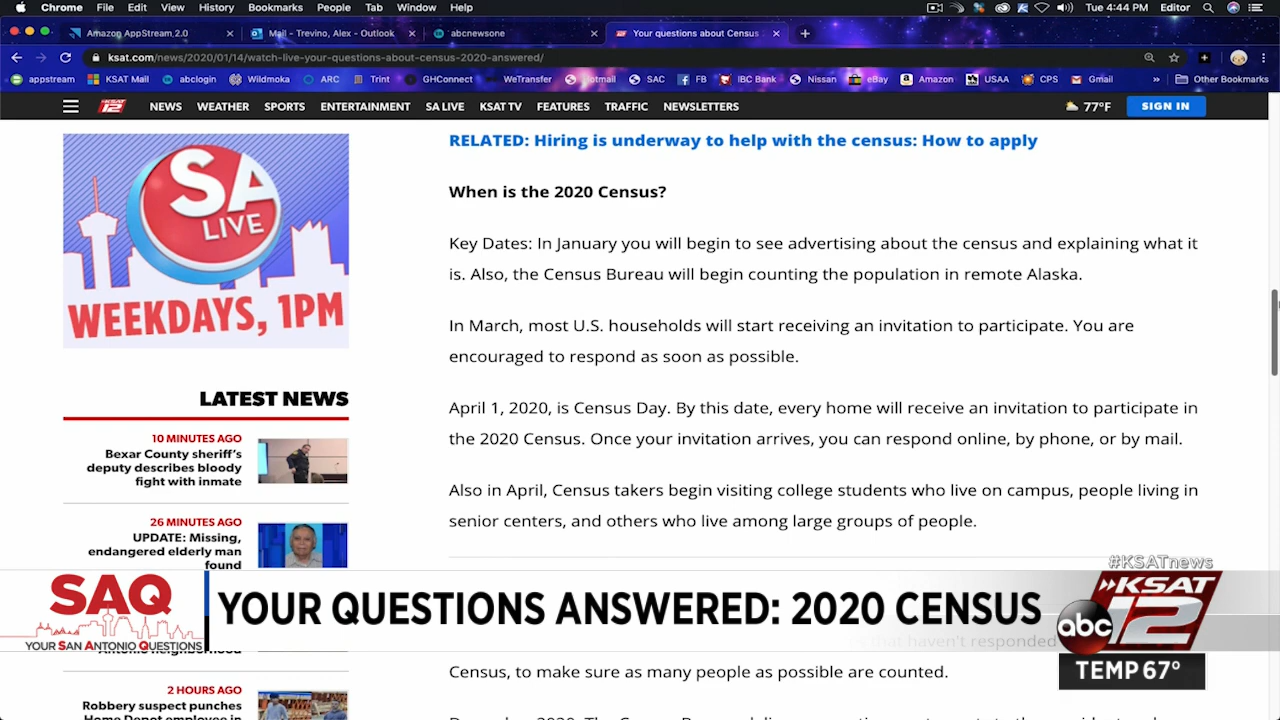 Chrome File Edit View History Bookmarks People Tab Window Help Tue 4:44 PM Editor
Amazon AppStream 2.0 Mail - Trevino, Alex - Outlook abcnewsone Your questions about Census
ksat.com/news/2020/01/14/watch-live-your-questions-about-census-2020-answered/
appstream KSAT Mail abclogin Wildmoka ARC Trint GHConnect WeTransfer Hotmail SAC FB IBC Bank Nissan eBay Amazon USAA CPS Gmail » Other Bookmarks
KSAT 12 NEWS WEATHER SPORTS ENTERTAINMENT SA LIVE KSAT TV FEATURES TRAFFIC NEWSLETTERS 77°F SIGN IN
SA
LIVE
WEEKDAYS, 1PM
LATEST NEWS
10 MINUTES AGO
Bexar County sheriff's
deputy describes bloody
fight with inmate
26 MINUTES AGO
UPDATE: Missing,
endangered elderly man
found
2 HOURS AGO
Robbery suspect punches
Home Depot employee in
RELATED: Hiring is underway to help with the census: How to apply
When is the 2020 Census?
Key Dates: In January you will begin to see advertising about the census and explaining what it
is. Also, the Census Bureau will begin counting the population in remote Alaska.
In March, most U.S. households will start receiving an invitation to participate. You are
encouraged to respond as soon as possible.
April 1, 2020, is Census Day. By this date, every home will receive an invitation to participate in
the 2020 Census. Once your invitation arrives, you can respond online, by phone, or by mail.
Also in April, Census takers begin visiting college students who live on campus, people living in
senior centers, and others who live among large groups of people.
that haven't responded
Census, to make sure as many people as possible are counted.
#KSATnews
SAQ
YOUR SAN ANTONIO QUESTIONS
YOUR QUESTIONS ANSWERED: 2020 CENSUS
KSAT
12
abc
TEMP 67°